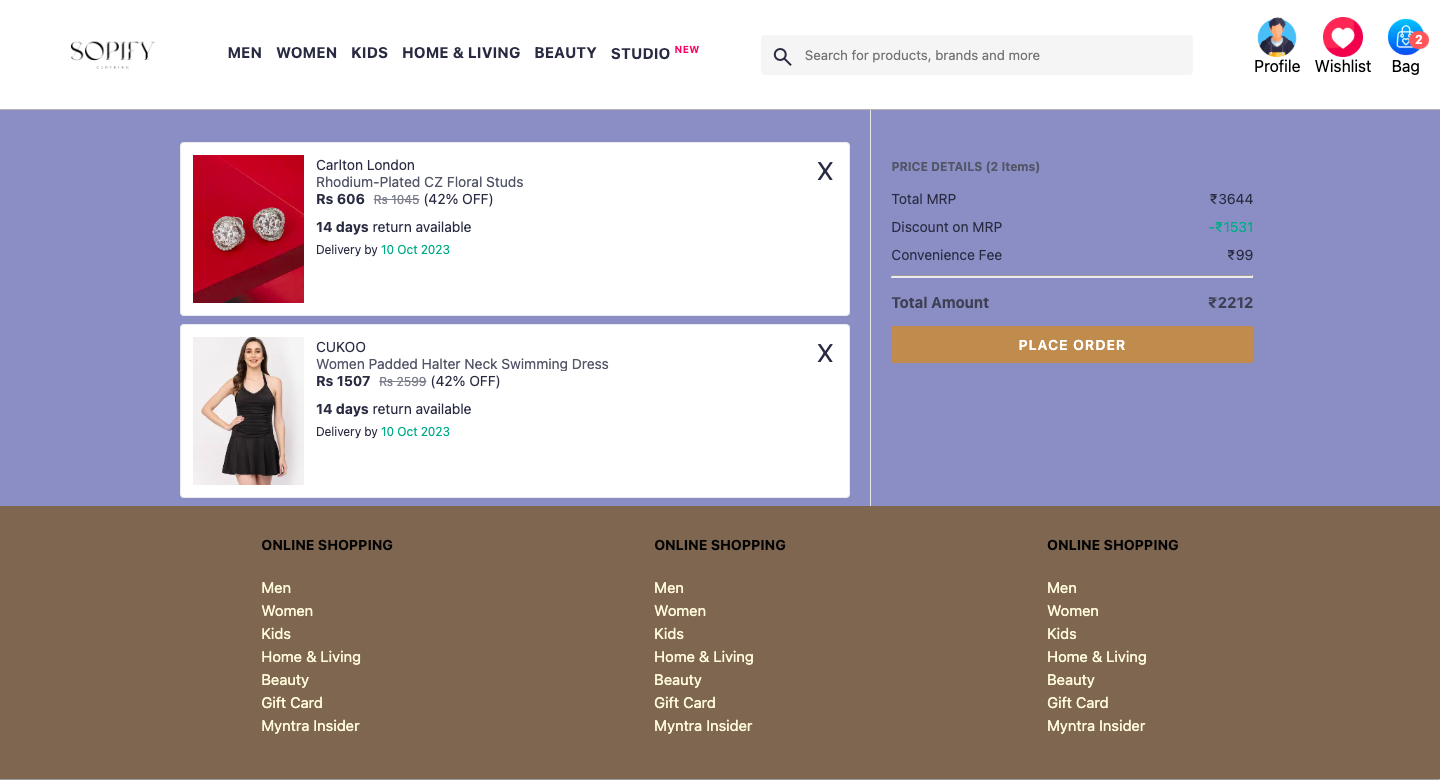 SOPIFY
CLOTHING
MEN WOMEN KIDS HOME & LIVING BEAUTY STUDIO NEW
Search for products, brands and more
Profile Wishlist Bag
2
Carlton London
Rhodium-Plated CZ Floral Studs
Rs 606 Rs 1045 (42% OFF)
14 days return available
Delivery by 10 Oct 2023
X
CUKOO
Women Padded Halter Neck Swimming Dress
Rs 1507 Rs 2599 (42% OFF)
14 days return available
Delivery by 10 Oct 2023
X
PRICE DETAILS (2 Items)
Total MRP ₹3644
Discount on MRP -₹1531
Convenience Fee ₹99
Total Amount ₹2212
PLACE ORDER
ONLINE SHOPPING
Men
Women
Kids
Home & Living
Beauty
Gift Card
Myntra Insider
ONLINE SHOPPING
Men
Women
Kids
Home & Living
Beauty
Gift Card
Myntra Insider
ONLINE SHOPPING
Men
Women
Kids
Home & Living
Beauty
Gift Card
Myntra Insider